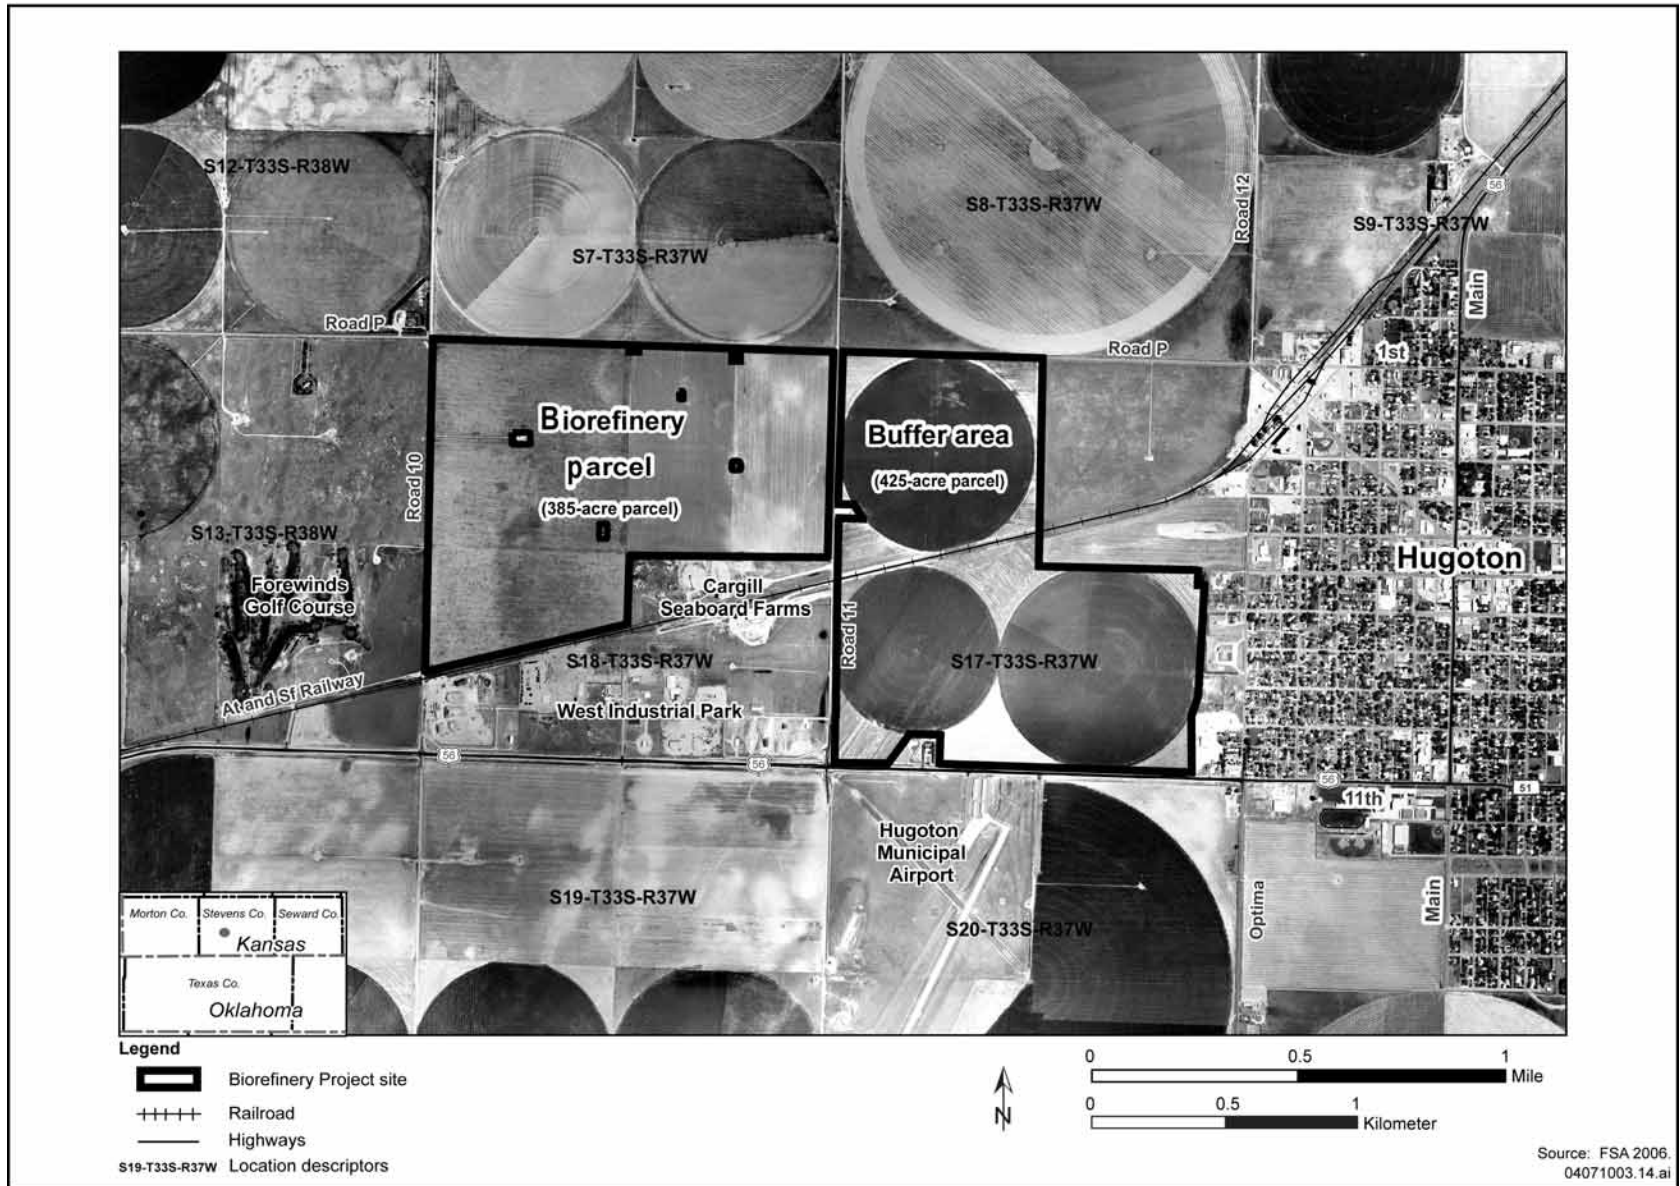 S12-T33S-R38W
S7-T33S-R37W
S8-T33S-R37W
Road 12
S9-T33S-R37W
56
Main
Road P
Road P
1st
Biorefinery
parcel
(385-acre parcel)
Buffer area
(425-acre parcel)
Road 10
S13-T33S-R38W
Forewinds
Golf Course
Cargill
Seaboard Farms
Hugoton
Road 11
S18-T33S-R37W
S17-T33S-R37W
At and Sf Railway
West Industrial Park
56
56
56
51
11th
Hugoton
Municipal
Airport
S19-T33S-R37W
S20-T33S-R37W
Optima
Main
Morton Co.
Stevens Co.
Seward Co.
Kansas
Texas Co.
Oklahoma
Legend
Biorefinery Project site
Railroad
Highways
S19-T33S-R37W Location descriptors
N
0 0.5 1
Mile
0 0.5 1
Kilometer
Source: FSA 2006.
04071003.14.ai